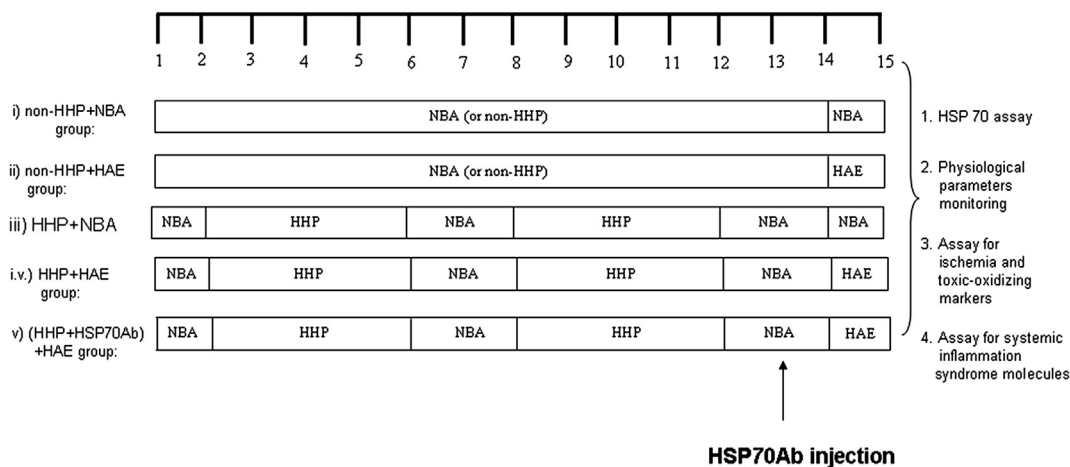 1 2 3 4 5 6 7 8 9 10 11 12 13 14 15
i) non-HHP+NBA
group:
NBA (or non-HHP) NBA
ii) non-HHP+HAE
group:
NBA (or non-HHP) HAE
iii) HHP+NBA
NBA HHP NBA HHP NBA NBA
i.v.) HHP+HAE
group:
NBA HHP NBA HHP NBA HAE
v) (HHP+HSP70Ab)
+HAE group:
NBA HHP NBA HHP NBA HAE
HSP70Ab injection
1. HSP 70 assay
2. Physiological
parameters
monitoring
3. Assay for
ischemia and
toxic-oxidizing
markers
4. Assay for systemic
inflammation
syndrome molecules